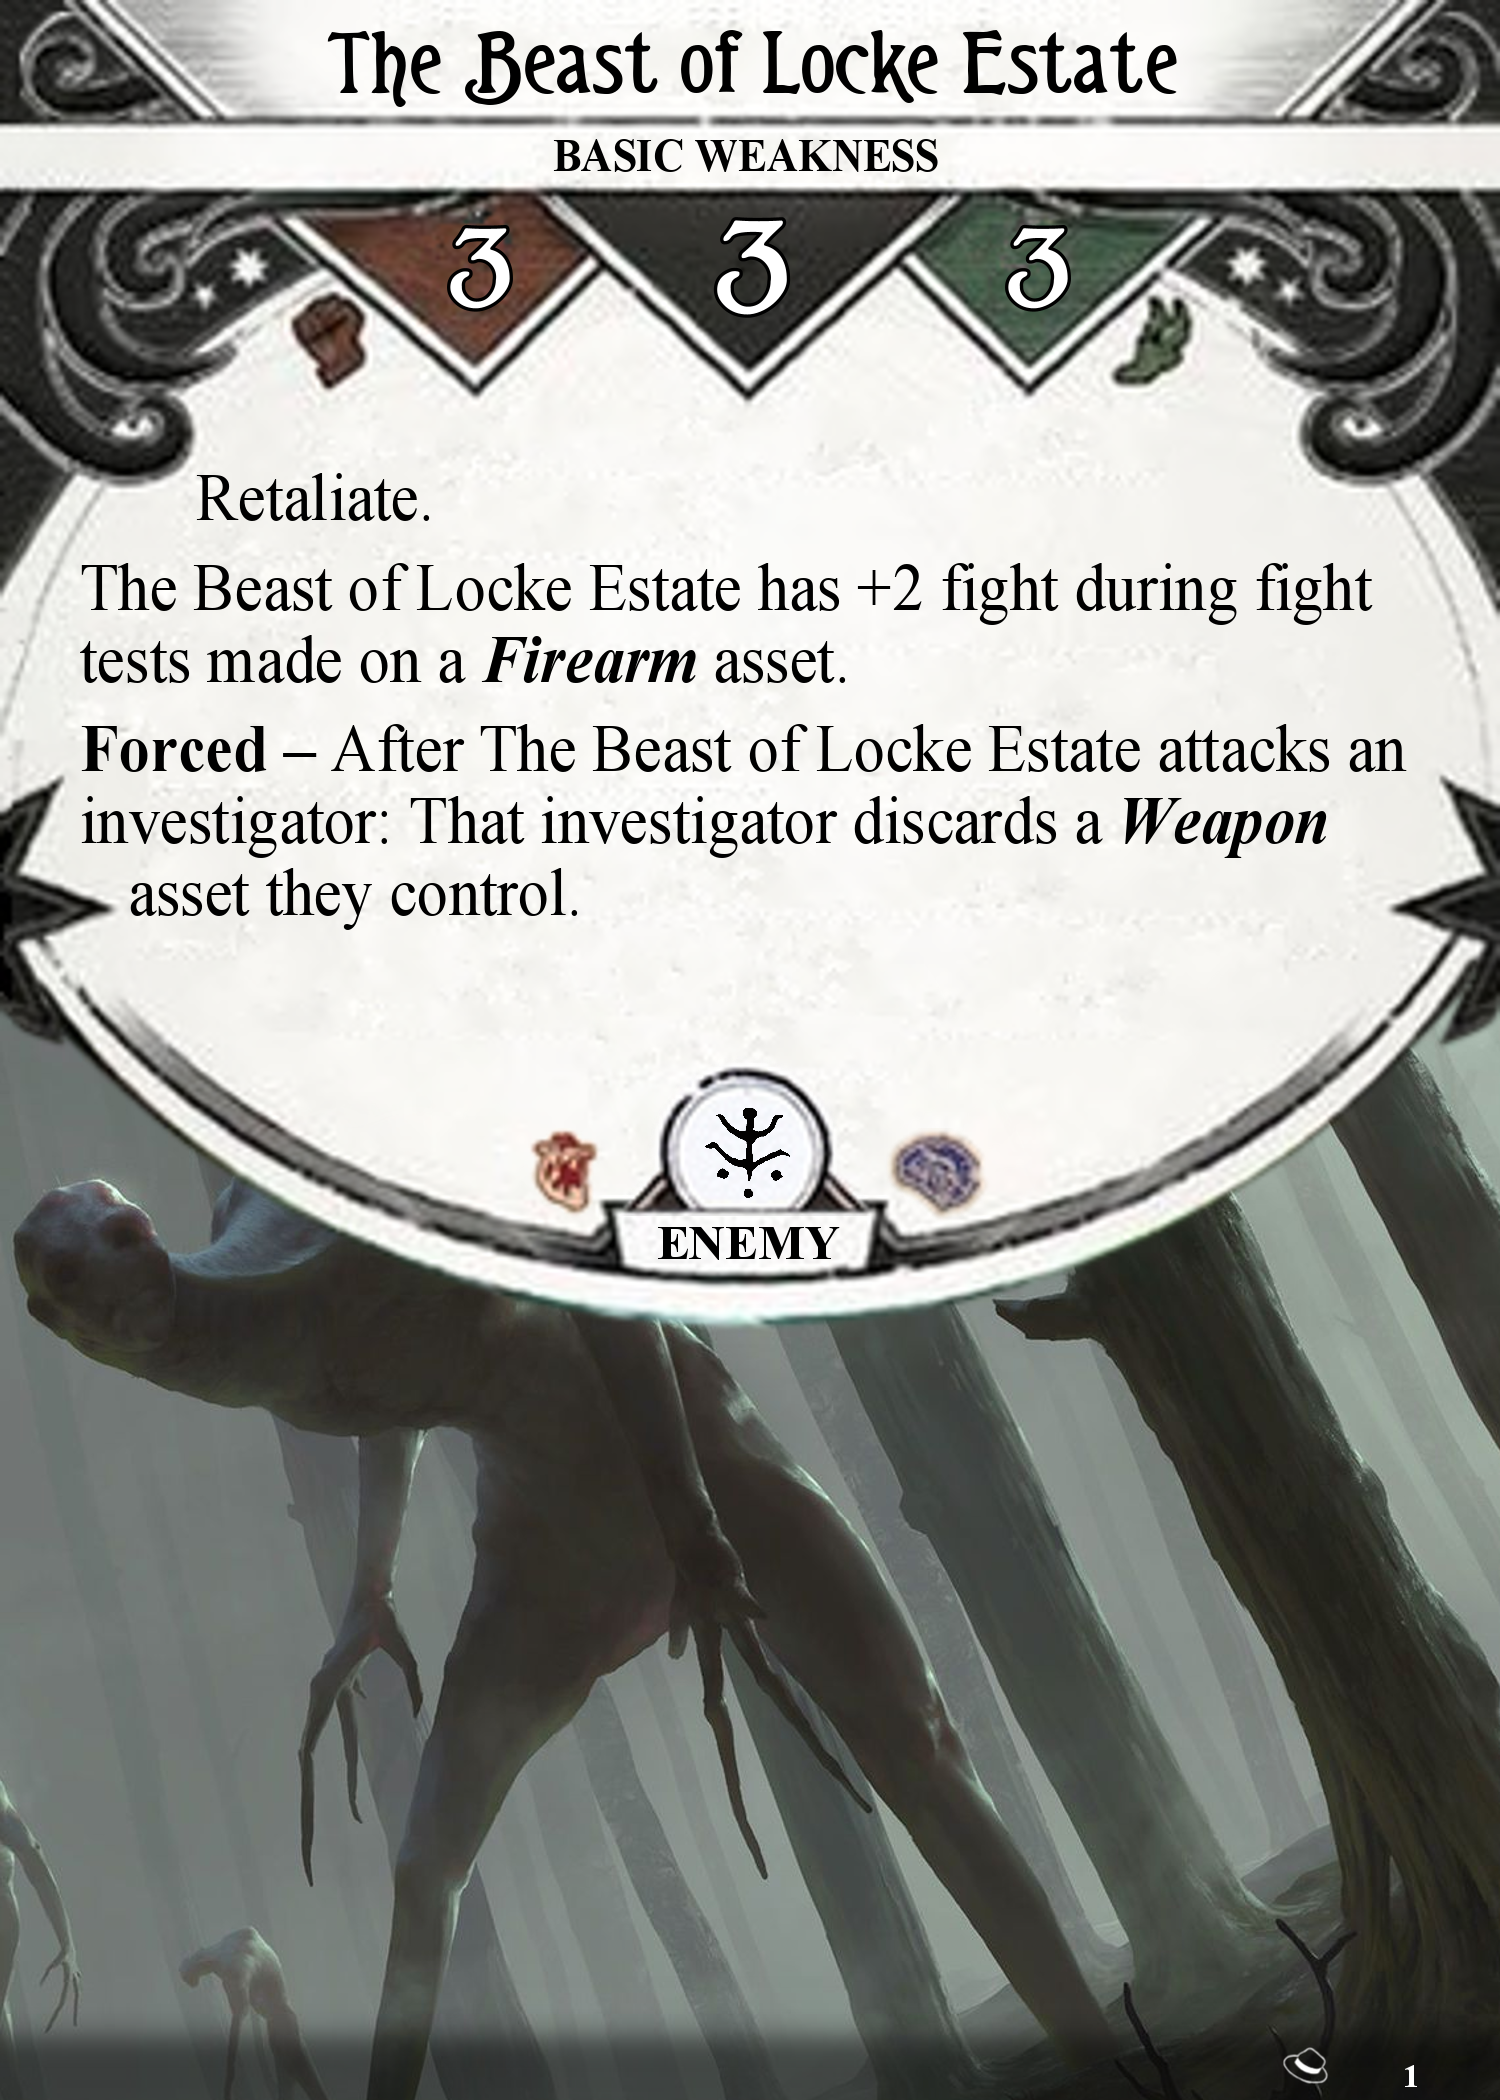 The Beast of Locke Estate
BASIC WEAKNESS
3 3 3
Retaliate.
The Beast of Locke Estate has +2 fight during fight
tests made on a Firearm asset.
Forced – After The Beast of Locke Estate attacks an
investigator: That investigator discards a Weapon
asset they control.
ENEMY
1